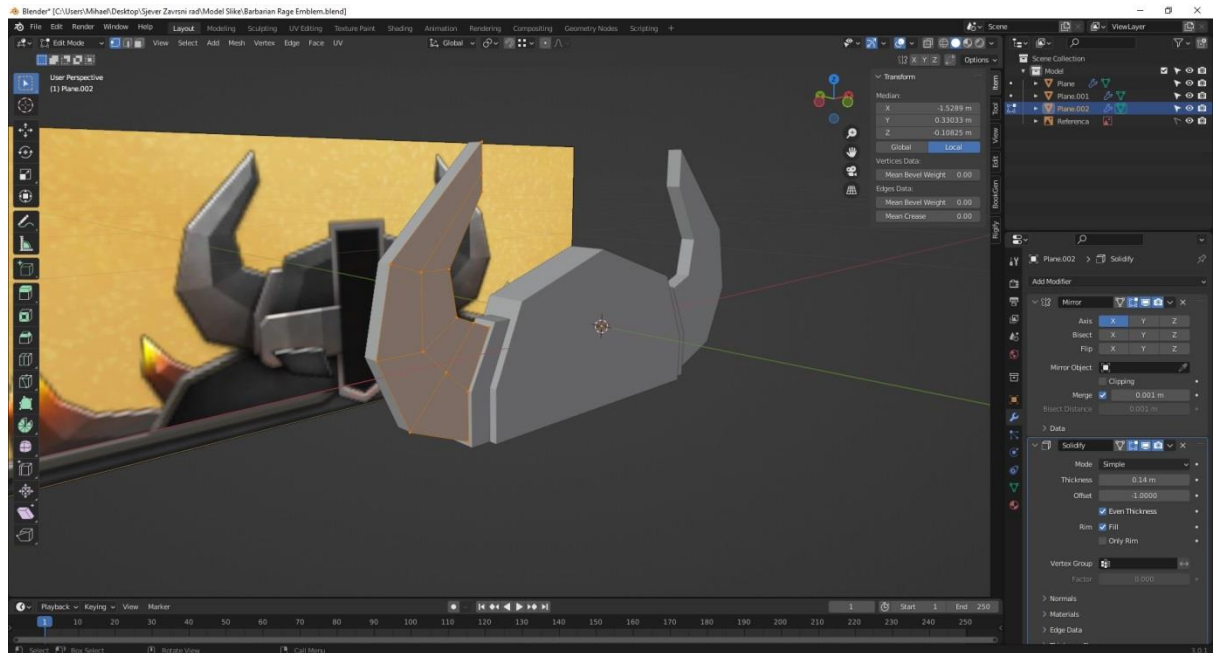 Blender* [C:\Users\Mihael\Desktop\Sjever Zavrsni rad\Model Slike\Barbarian Rage Emblem.blend]
File Edit Render Window Help Layout Modeling Sculpting UV Editing Texture Paint Shading Animation Rendering Compositing Geometry Nodes Scripting + Scene ViewLayer
Edit Mode View Select Add Mesh Vertex Edge Face UV Global
X Y Z Options
User Perspective
(1) Plane.002
Transform
Median:
X -1.5289 m
Y 0.33033 m
Z -0.10825 m
Global Local
Vertices Data:
Mean Bevel Weight 0.00
Edges Data:
Mean Bevel Weight 0.00
Mean Crease 0.00
Item
Tool
View
Edit
BookGen
Rigify
Z
Scene Collection
Model
Plane
Plane.001
Plane.002
Referenca
Plane.002 > Solidify
Add Modifier
Mirror
Axis X Y Z
Bisect X Y Z
Flip X Y Z
Mirror Object
Clipping
Merge 0.001 m
Bisect Distance 0.001 m
> Data
Solidify
Mode Simple
Thickness 0.14 m
Offset -1.0000
Even Thickness
Rim Fill
Only Rim
Vertex Group
Factor 0.000
> Normals
> Materials
> Edge Data
Playback Keying View Marker 1 Start 1 End 250
1 10 20 30 40 50 60 70 80 90 100 110 120 130 140 150 160 170 180 190 200 210 220 230 240 250
Select Box Select Rotate View Call Menu 3.0.1